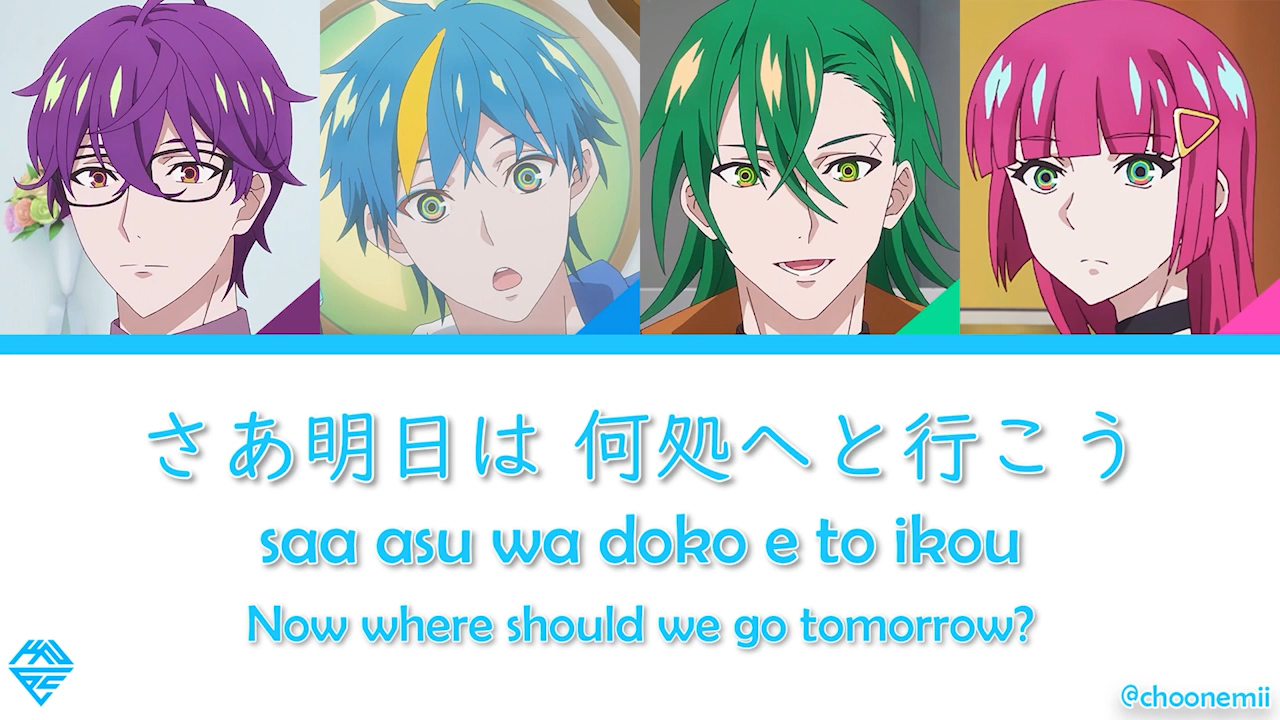 さあ明日は 何処へと行こう
saa asu wa doko e to ikou
Now where should we go tomorrow?
@choonemii